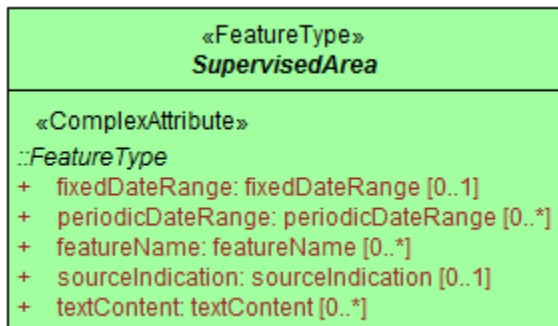 «FeatureType»
SupervisedArea
«ComplexAttribute»
::FeatureType
+ fixedDateRange: fixedDateRange [0..1]
+ periodicDateRange: periodicDateRange [0..*]
+ featureName: featureName [0..*]
+ sourceIndication: sourceIndication [0..1]
+ textContent: textContent [0..*]